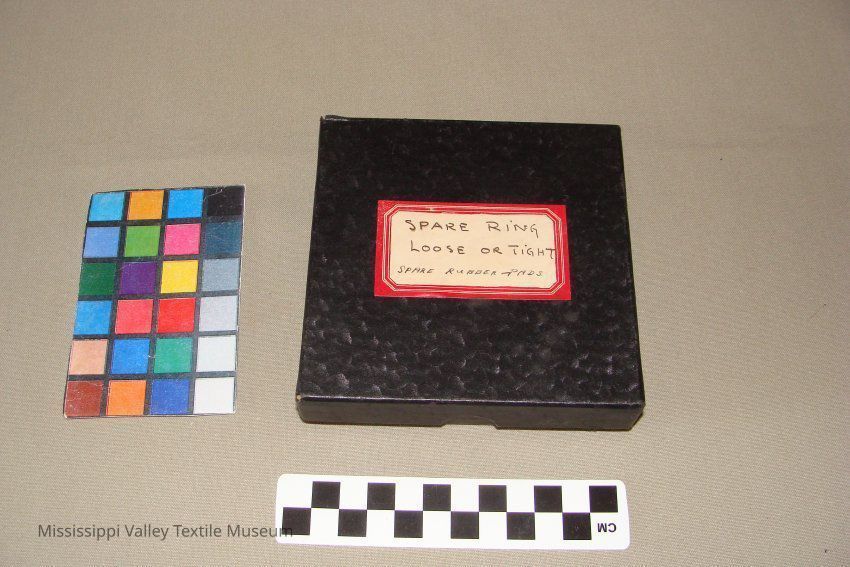 SPARE RING
LOOSE OR TIGHT
SPARE RUBBER PADS
Mississippi Valley Textile Museum
CM